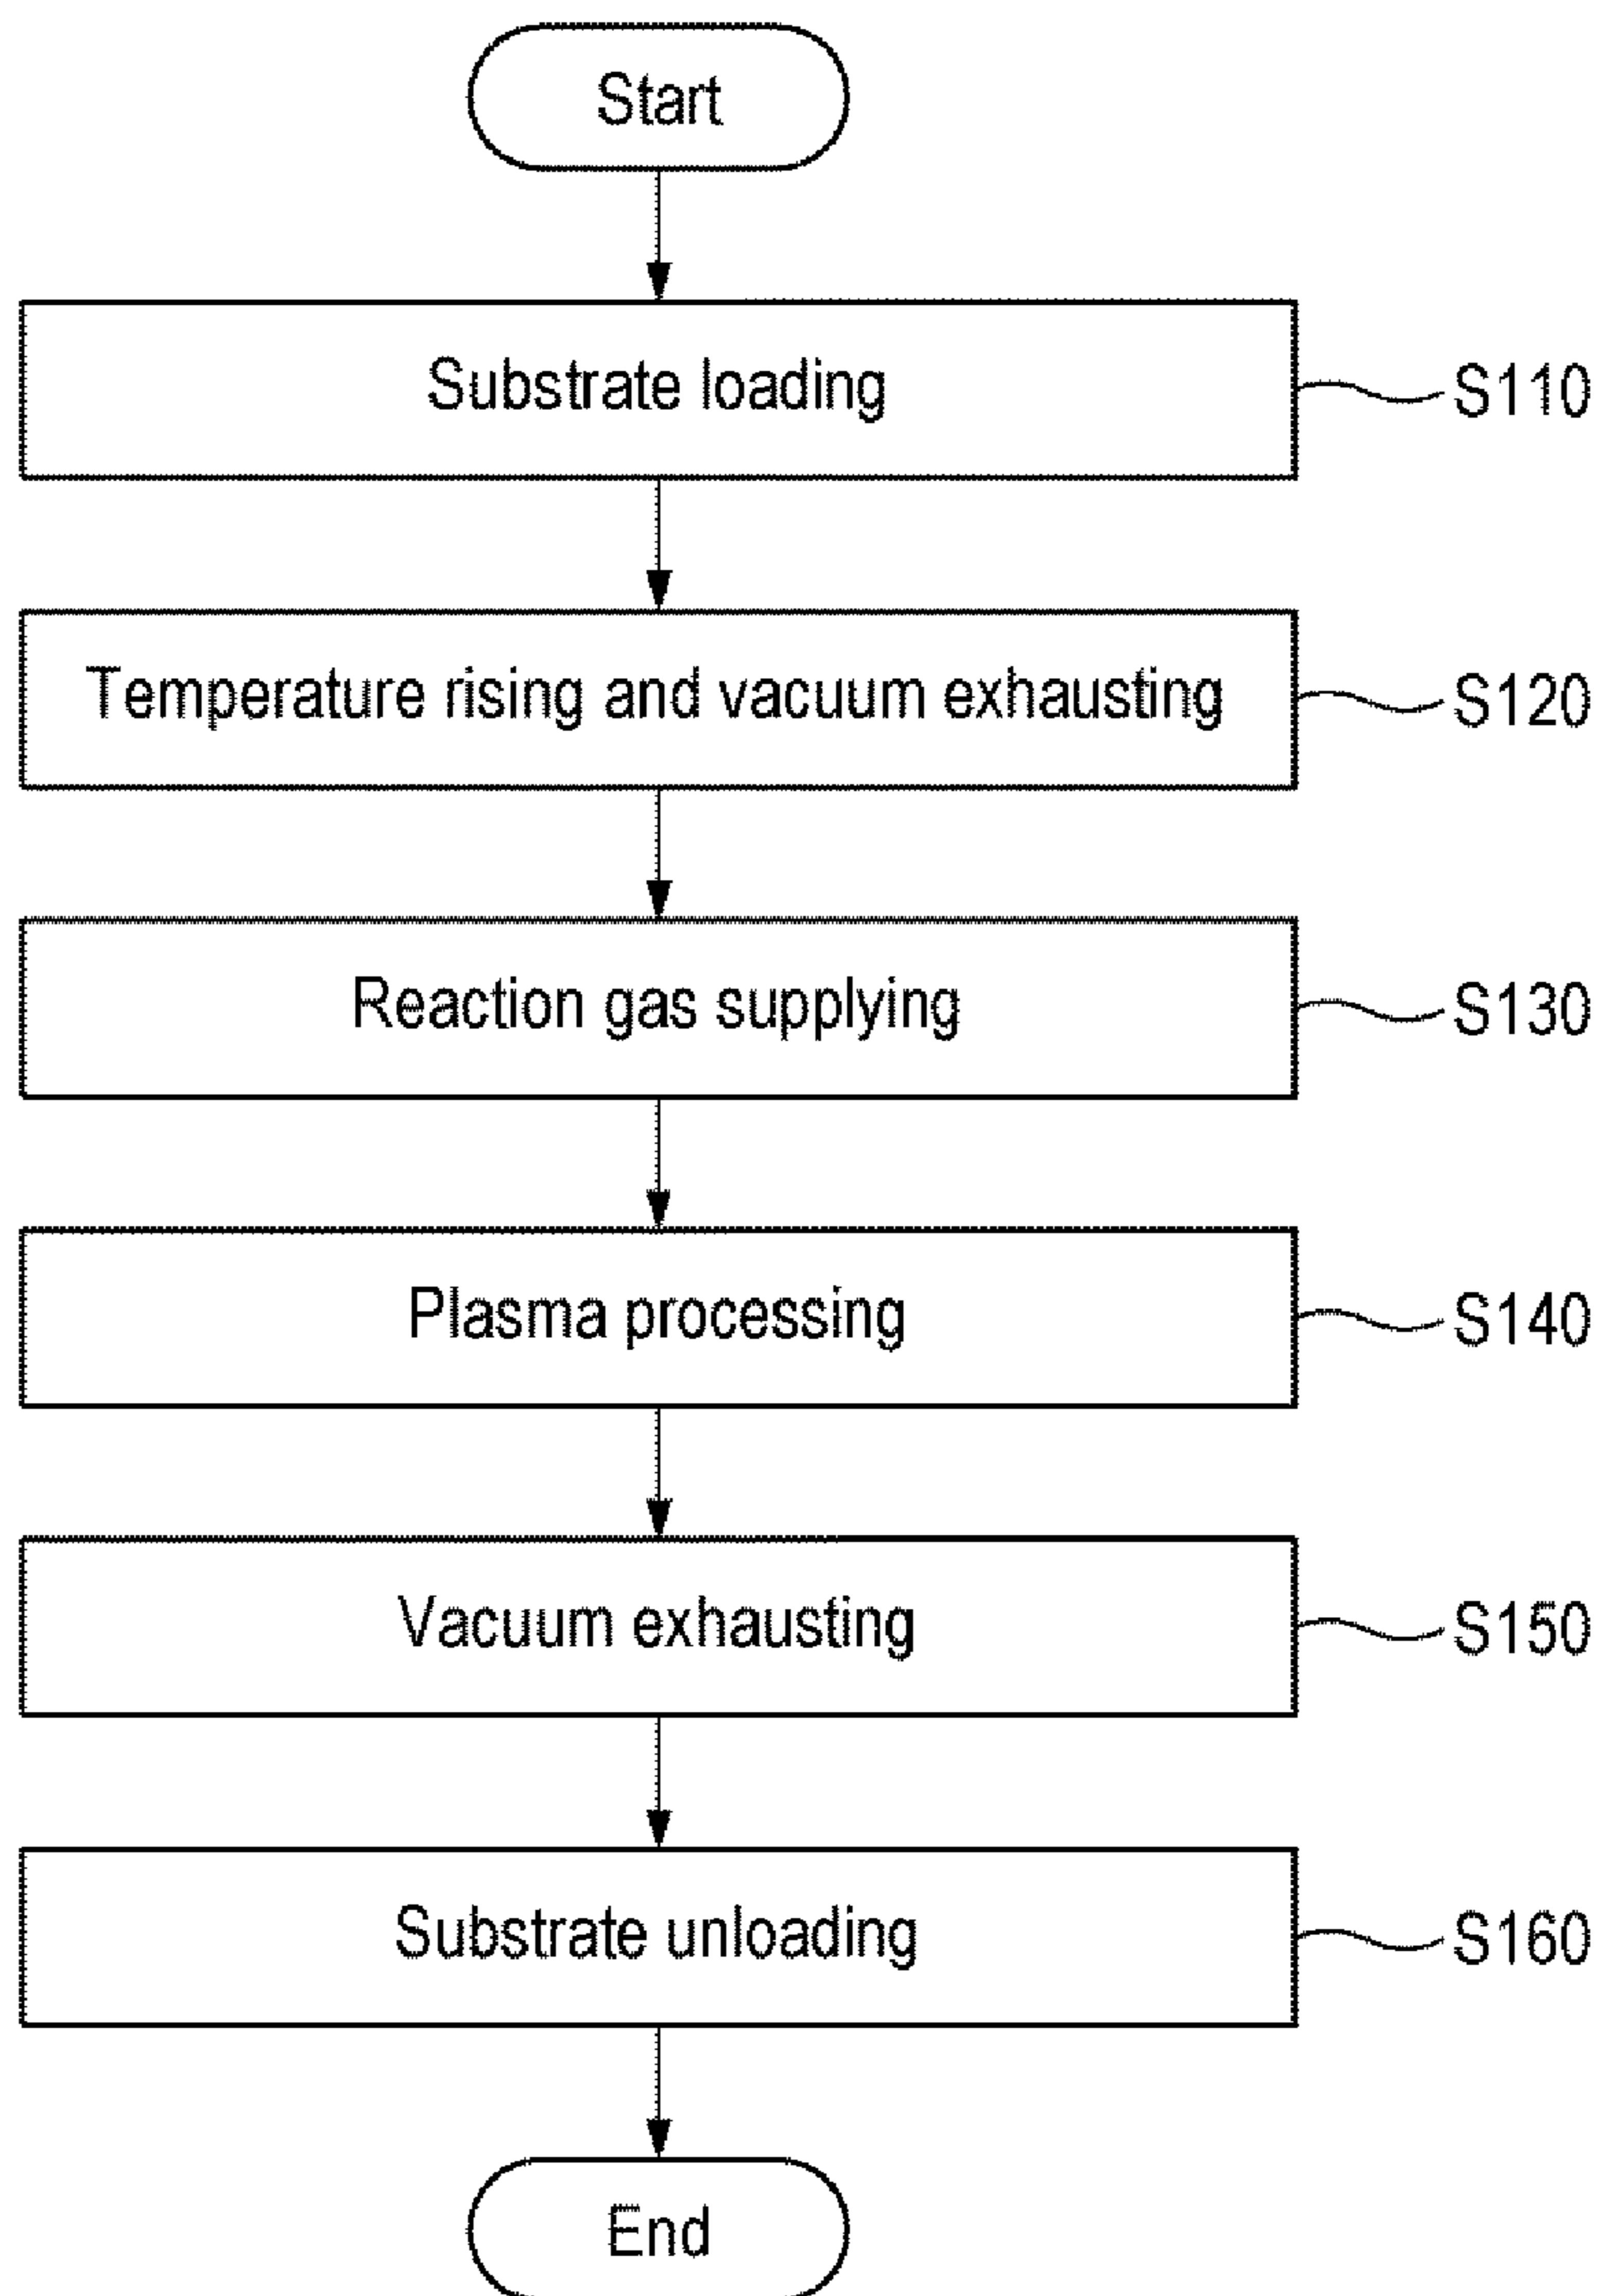 Start
Substrate loading
S110
Temperature rising and vacuum exhausting
S120
Reaction gas supplying
S130
Plasma processing
S140
Vacuum exhausting
S150
Substrate unloading
S160
End